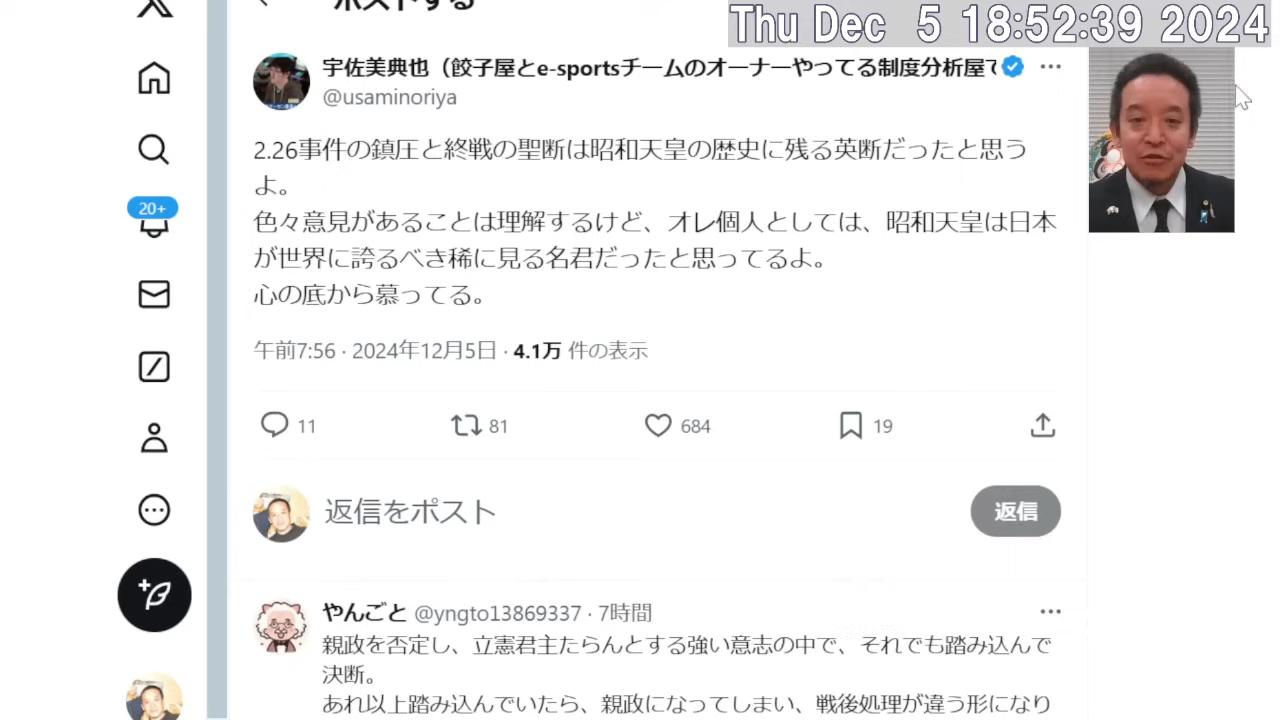 ポストする
Thu Dec 5 18:52:39 2024
宇佐美典也（餃子屋とe-sportsチームのオーナーやってる制度分析屋で
@usaminoriya
2.26事件の鎮圧と終戦の聖断は昭和天皇の歴史に残る英断だったと思う
よ。
色々意見があることは理解するけど、オレ個人としては、昭和天皇は日本
が世界に誇るべき稀に見る名君だったと思ってるよ。
心の底から慕ってる。
午前7:56 · 2024年12月5日 · 4.1万 件の表示
11
81
684
19
20+
返信をポスト
返信
やんごと @yngto13869337 · 7時間
親政を否定し、立憲君主たらんとする強い意志の中で、それでも踏み込んで
決断。
あれ以上踏み込んでいたら、親政になってしまい、戦後処理が違う形になり